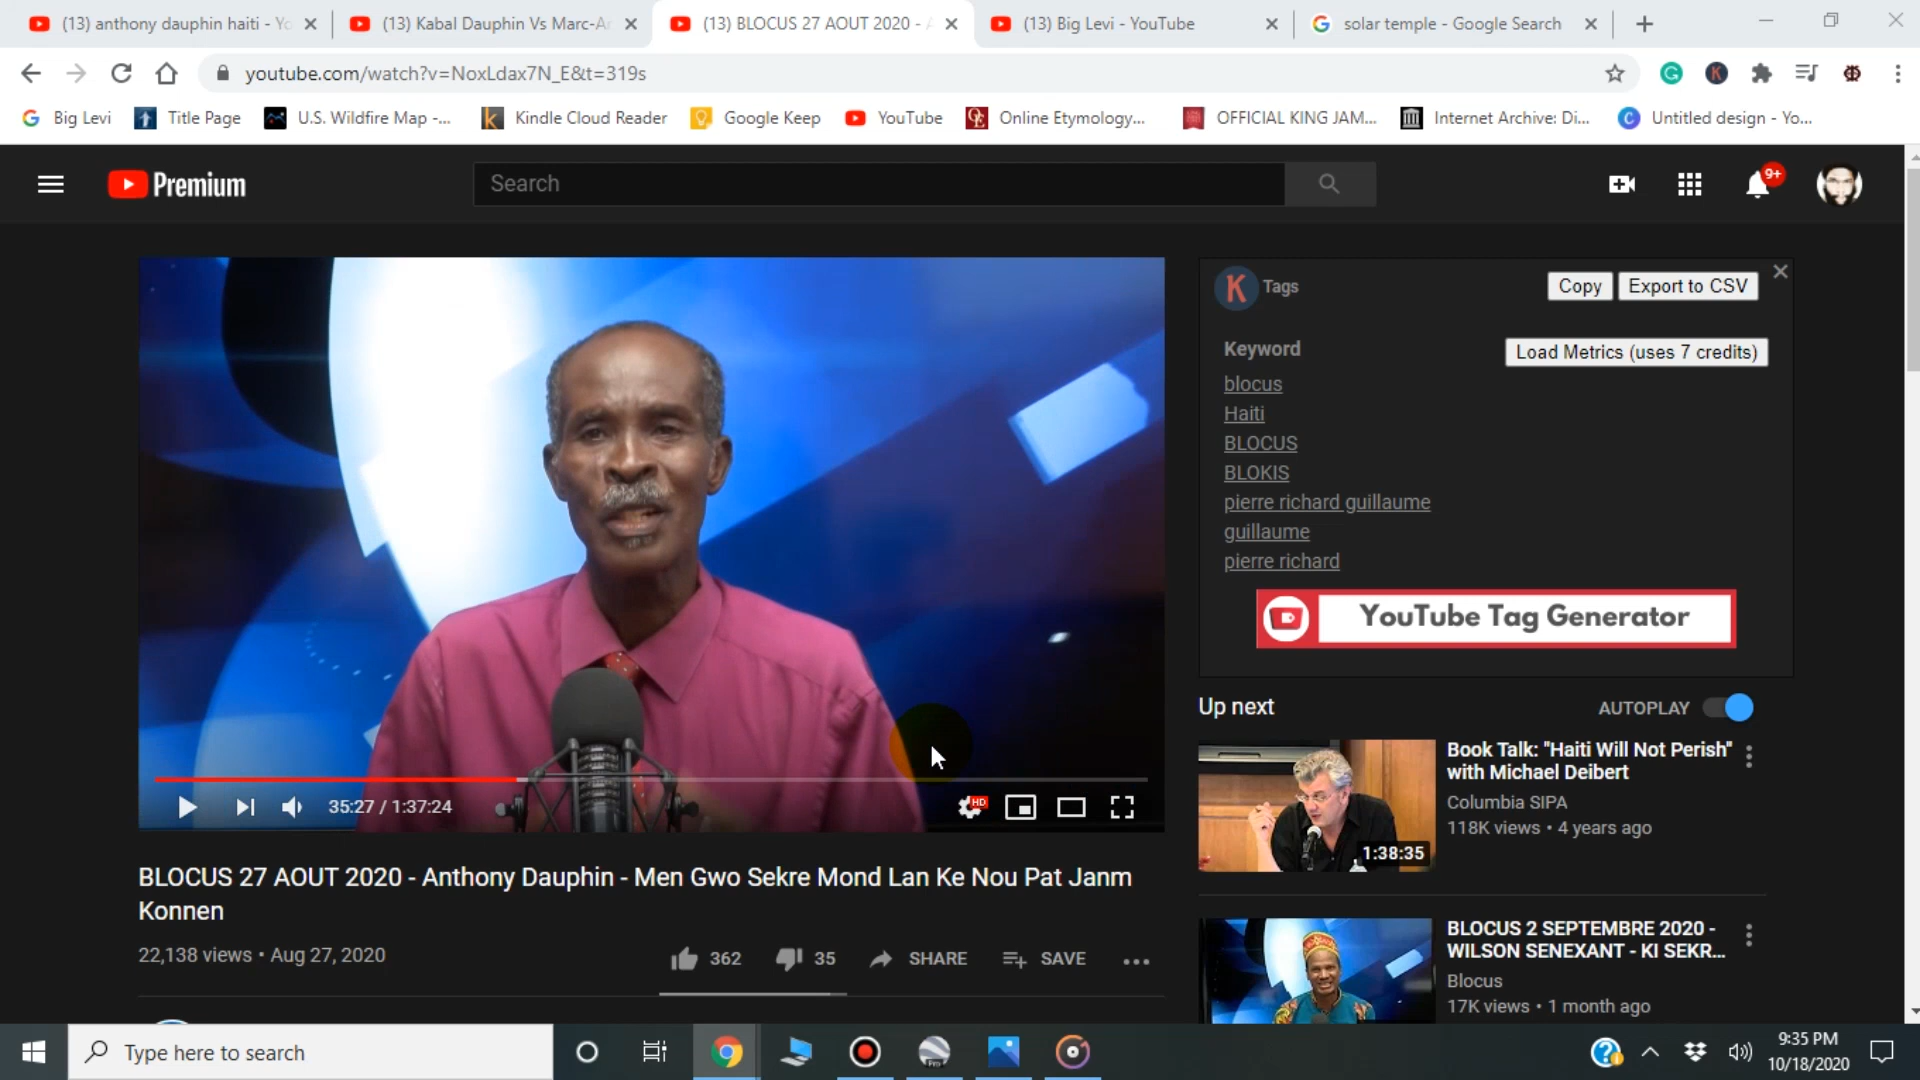 (13) anthony dauphin haiti - Yo
(13) Kabal Dauphin Vs Marc-Ar
(13) BLOCUS 27 AOUT 2020 - A
(13) Big Levi - YouTube
solar temple - Google Search
youtube.com/watch?v=NoxLdax7N_E&t=319s
Big Levi
Title Page
U.S. Wildfire Map -...
Kindle Cloud Reader
Google Keep
YouTube
Online Etymology...
OFFICIAL KING JAM...
Internet Archive: Di...
Untitled design - Yo...
Premium
Search
9+
K Tags
Copy
Export to CSV
Keyword
Load Metrics (uses 7 credits)
blocus
Haiti
BLOCUS
BLOKIS
pierre richard guillaume
guillaume
pierre richard
YouTube Tag Generator
35:27 / 1:37:24
HD
Up next
AUTOPLAY
Book Talk: "Haiti Will Not Perish"
with Michael Deibert
Columbia SIPA
118K views • 4 years ago
1:38:35
BLOCUS 27 AOUT 2020 - Anthony Dauphin - Men Gwo Sekre Mond Lan Ke Nou Pat Janm
Konnen
22,138 views • Aug 27, 2020
362
35
SHARE
SAVE
BLOCUS 2 SEPTEMBRE 2020 -
WILSON SENEXANT - KI SEKR...
Blocus
17K views • 1 month ago
Type here to search
9:35 PM
10/18/2020